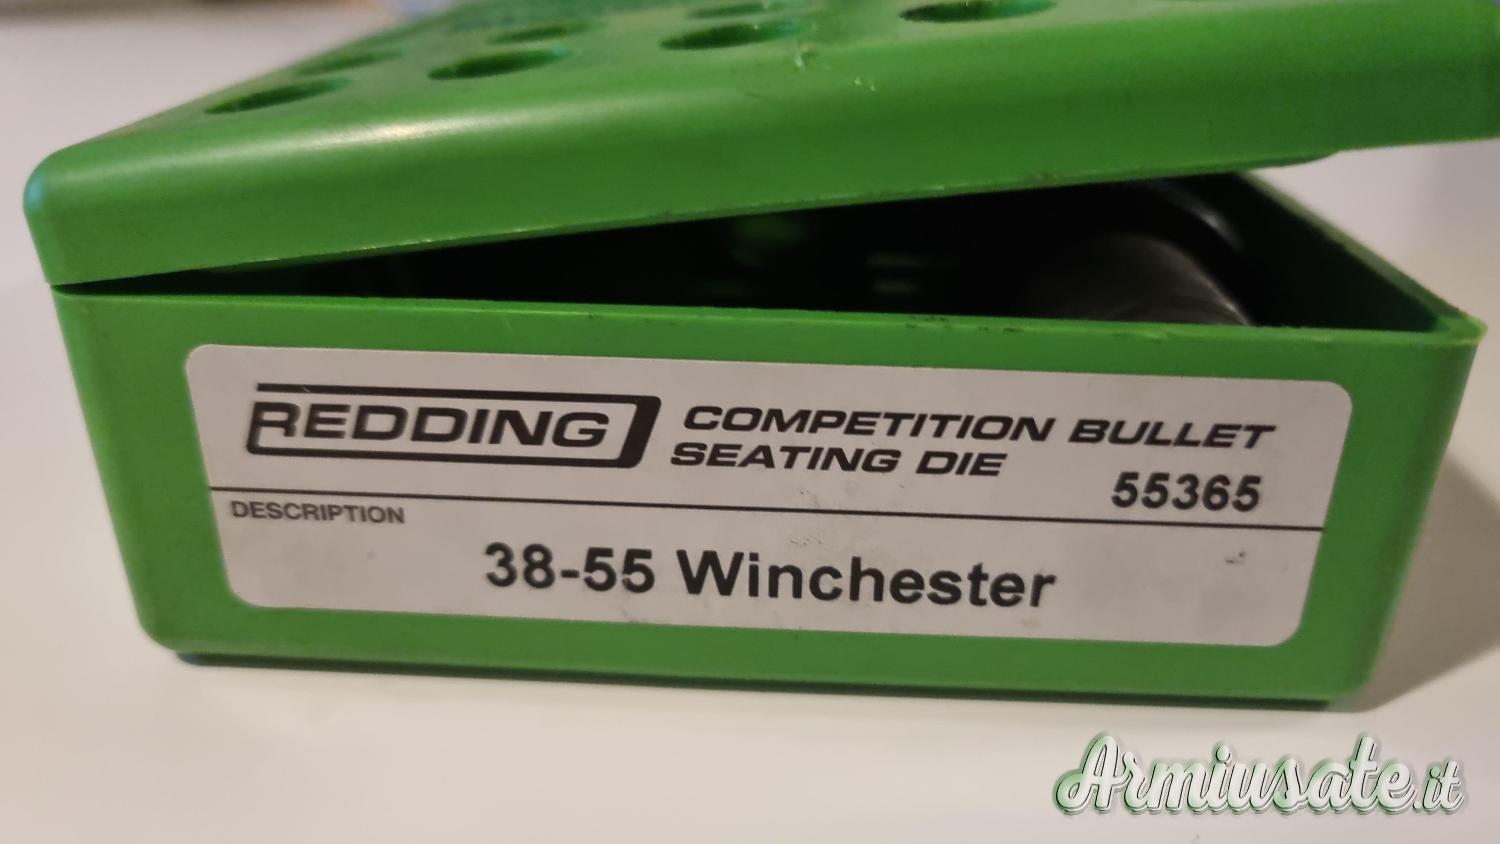 REDDING
COMPETITION BULLET
SEATING DIE
55365
DESCRIPTION
38-55 Winchester
Armiusate.it